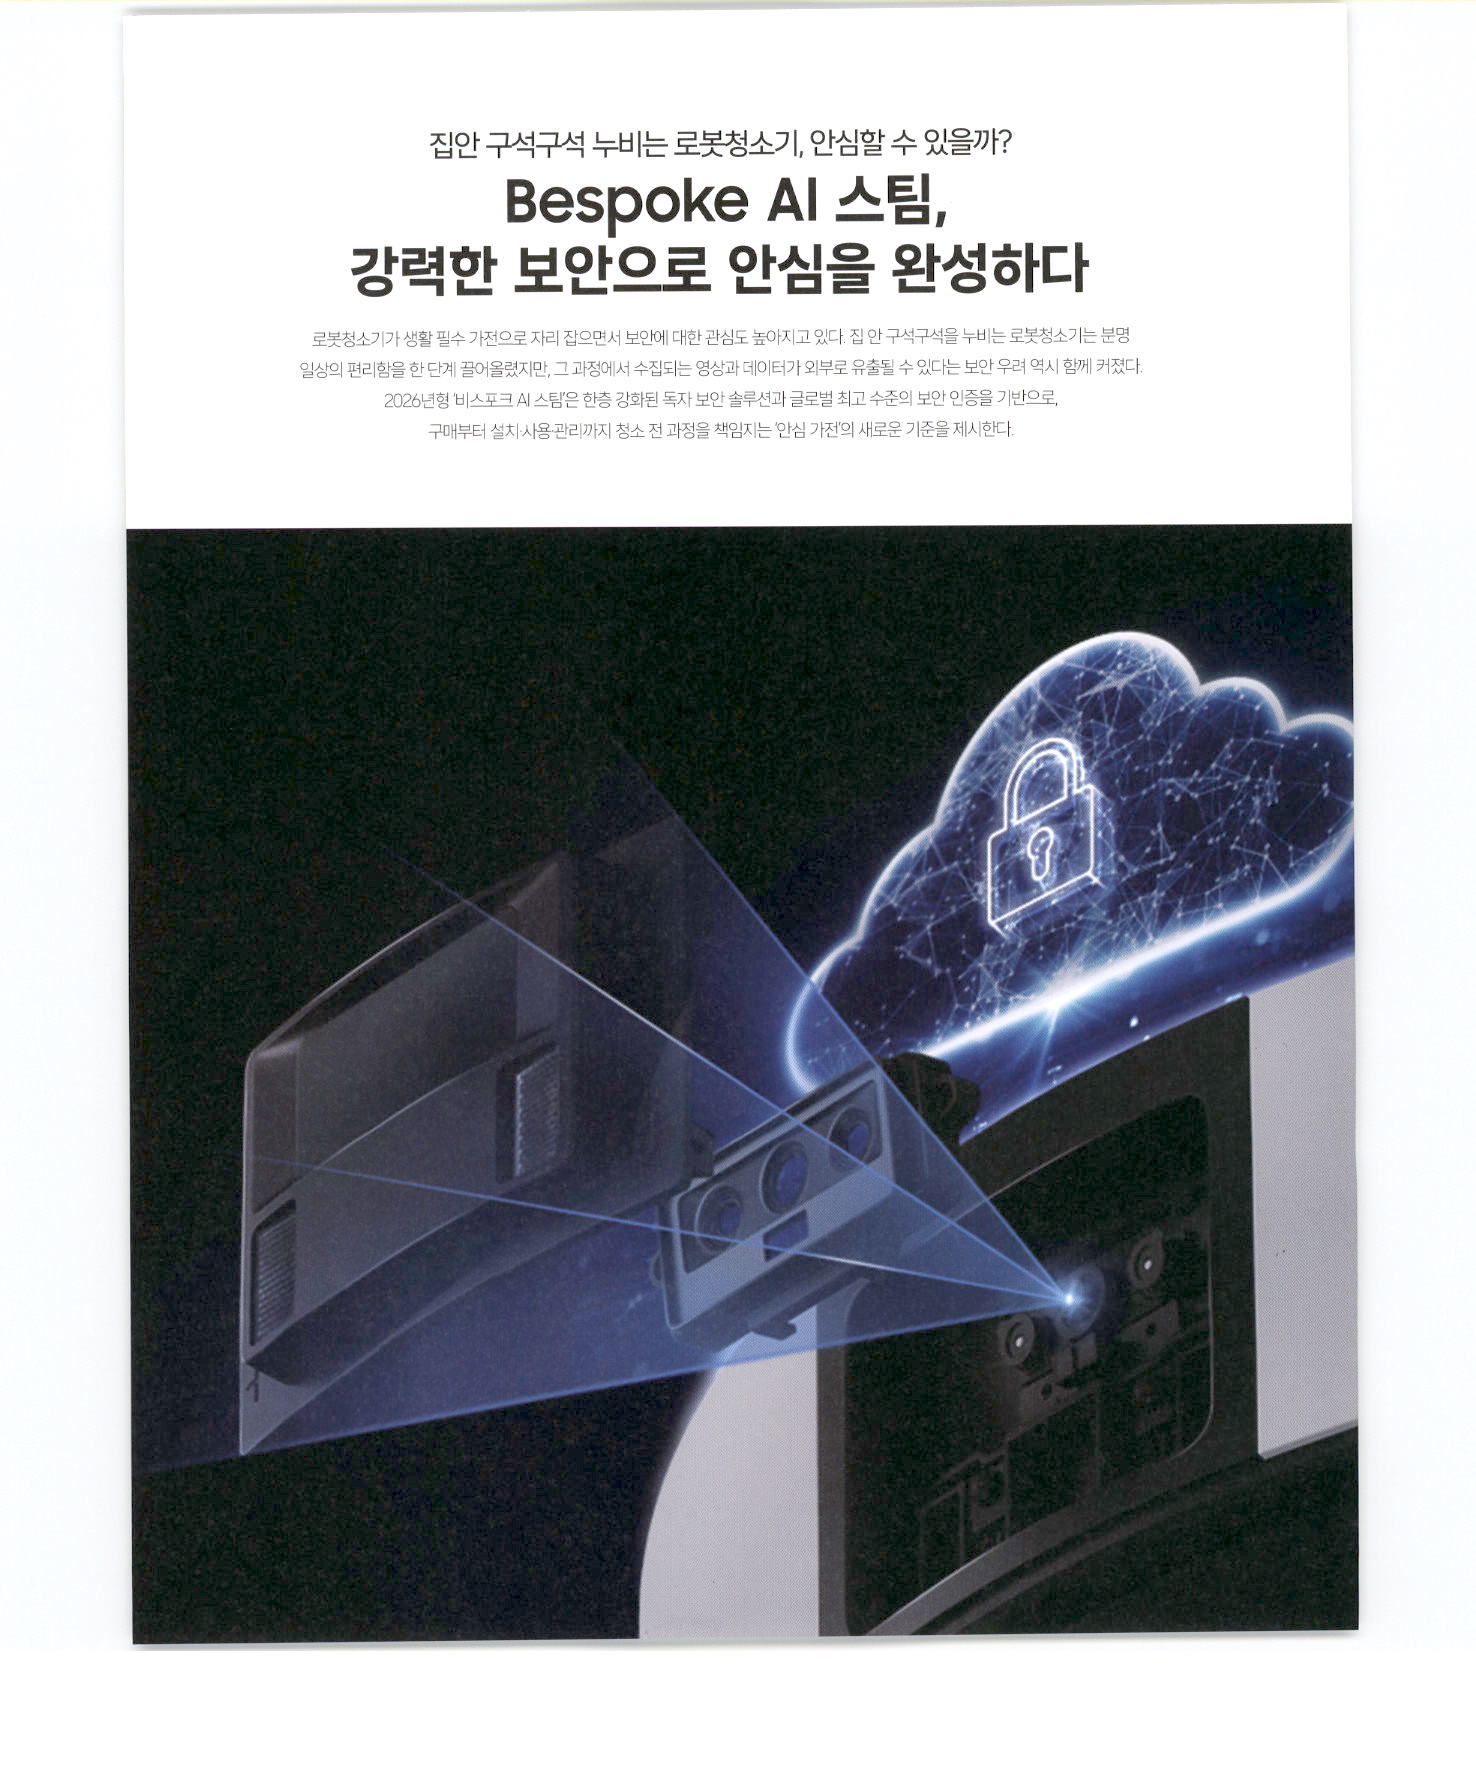 집안 구석구석 누비는 로봇청소기, 안심할 수 있을까?
Bespoke AI 스팀,
강력한 보안으로 안심을 완성하다
로봇청소기가 생활 필수 가전으로 자리 잡으면서 보안에 대한 관심도 높아지고 있다. 집 안 구석구석을 누비는 로봇청소기는 분명
일상의 편리함을 한 단계 끌어올렸지만, 그 과정에서 수집되는 영상과 데이터가 외부로 유출될 수 있다는 보안 우려 역시 함께 커졌다.
2026년형 ‘비스포크 AI 스팀’은 한층 강화된 독자 보안 솔루션과 글로벌 최고 수준의 보안 인증을 기반으로,
구매부터 설치·사용·관리까지 청소 전 과정을 책임지는 ‘안심 가전’의 새로운 기준을 제시한다.